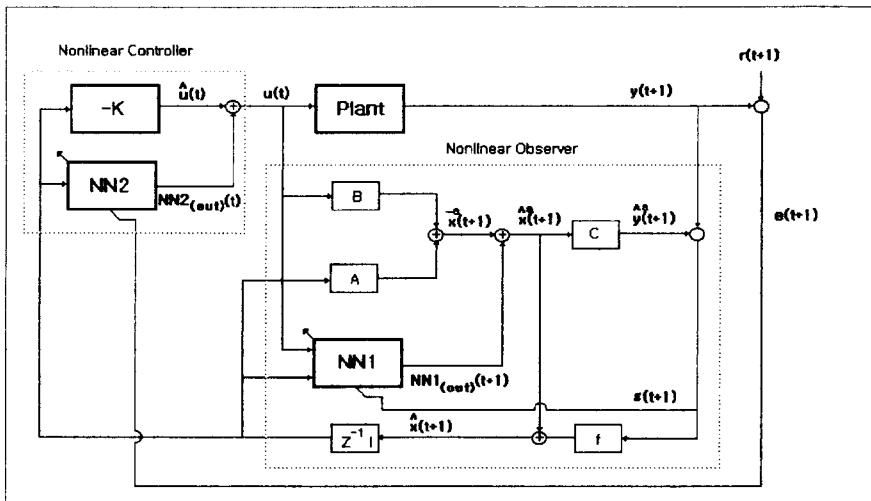 Nonlinear Controller
r(t+1)
-K
û(t)
u(t)
Plant
y(t+1)
Nonlinear Observer
NN2
NN2(out)(t)
B
x(t+1)
x̂(t+1)
C
ŷ(t+1)
e(t+1)
A
NN1
NN1(out)(t+1)
ε(t+1)
x̂(t+1)
Z⁻¹ I
f